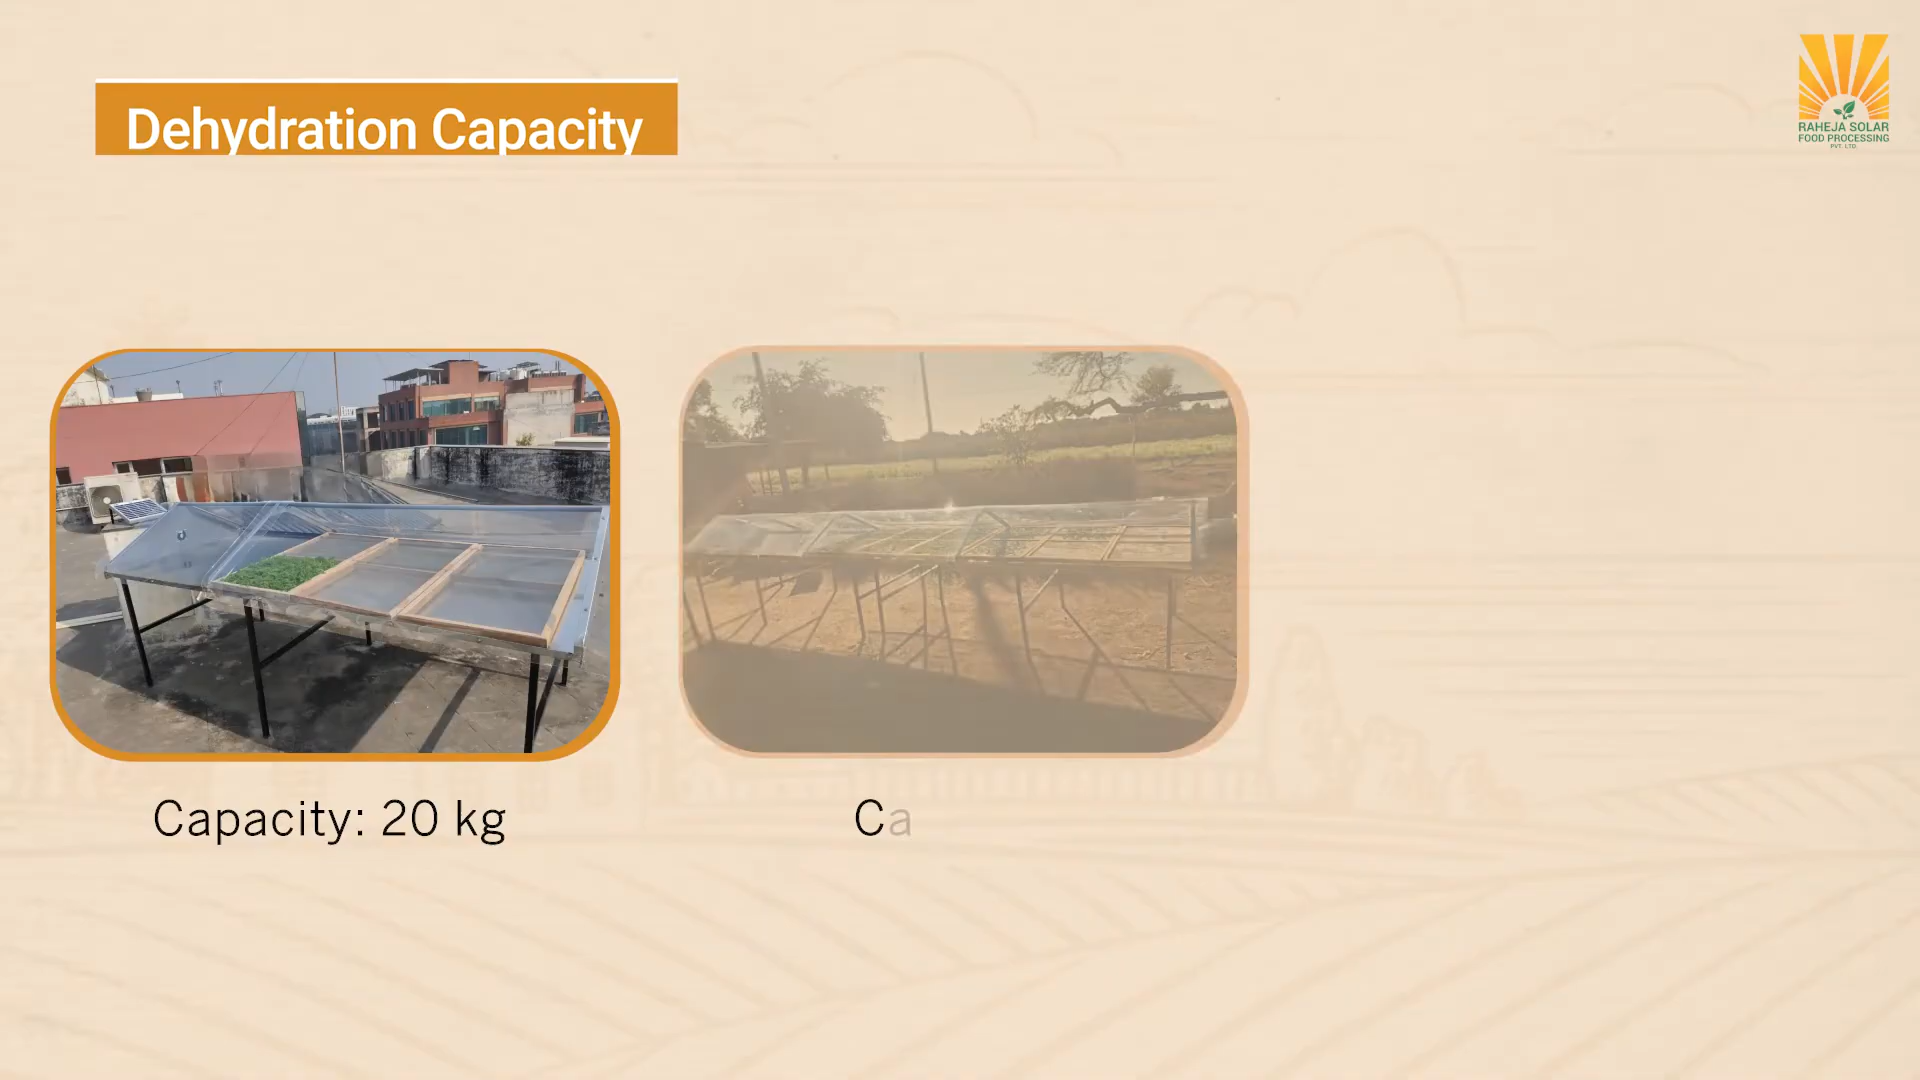 Dehydration Capacity
RAHEJA SOLAR
FOOD PROCESSING
PVT. LTD.
Capacity: 20 kg
Ca